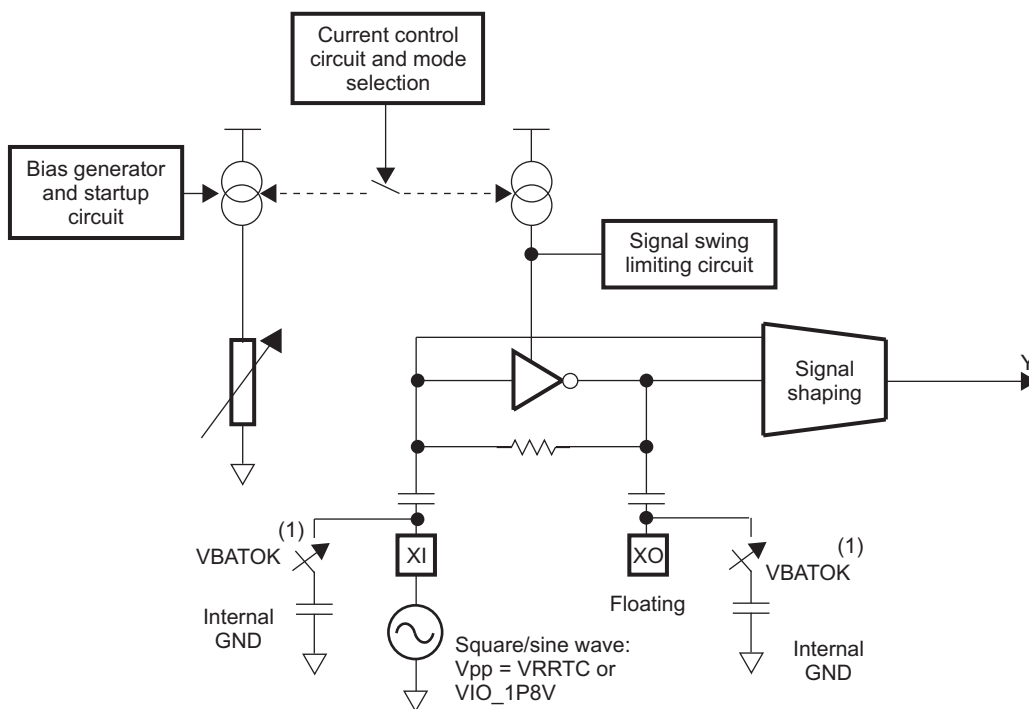 Current control
circuit and mode
selection
Bias generator
and startup
circuit
Signal swing
limiting circuit
Signal
shaping
Y
(1)
VBATOK
XI
XO
(1)
VBATOK
Internal
GND
Floating
Square/sine wave:
Vpp = VRRTC or
VIO_1P8V
Internal
GND